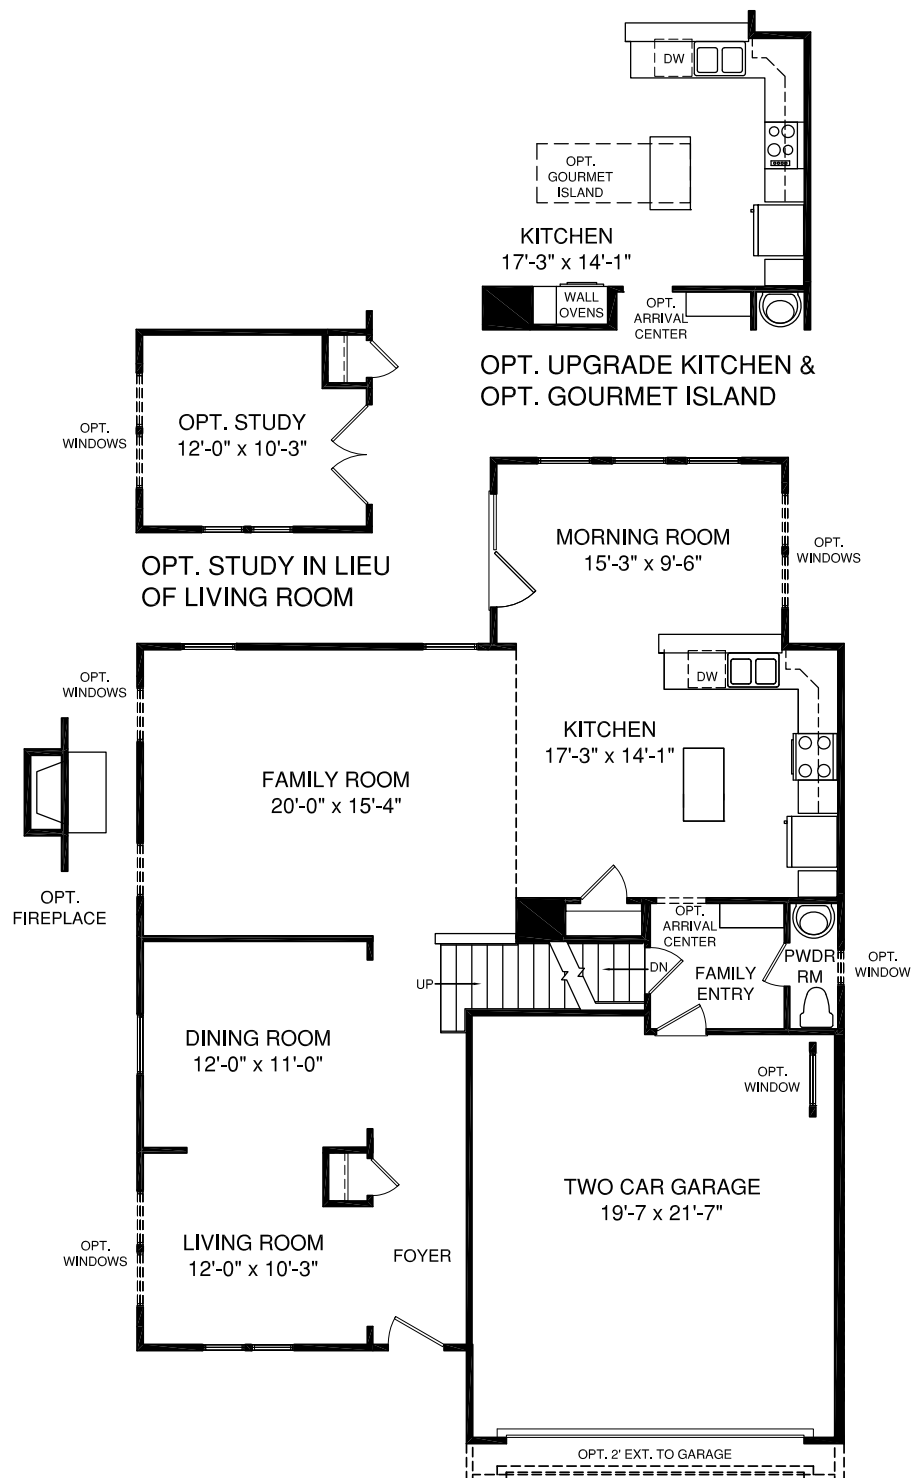 DW
OPT.
GOURMET
ISLAND
KITCHEN
17'-3" x 14'-1"
WALL
OVENS
OPT.
ARRIVAL
CENTER
OPT. UPGRADE KITCHEN &
OPT. GOURMET ISLAND
OPT.
WINDOWS
OPT. STUDY
12'-0" x 10'-3"
OPT. STUDY IN LIEU
OF LIVING ROOM
MORNING ROOM
15'-3" x 9'-6"
OPT.
WINDOWS
OPT.
WINDOWS
DW
KITCHEN
17'-3" x 14'-1"
FAMILY ROOM
20'-0" x 15'-4"
OPT.
FIREPLACE
OPT.
ARRIVAL
CENTER
UP
DN
FAMILY
ENTRY
PWDR
RM
OPT.
WINDOW
DINING ROOM
12'-0" x 11'-0"
OPT.
WINDOW
TWO CAR GARAGE
19'-7 x 21'-7"
OPT.
WINDOWS
LIVING ROOM
12'-0" x 10'-3"
FOYER
OPT. 2' EXT. TO GARAGE